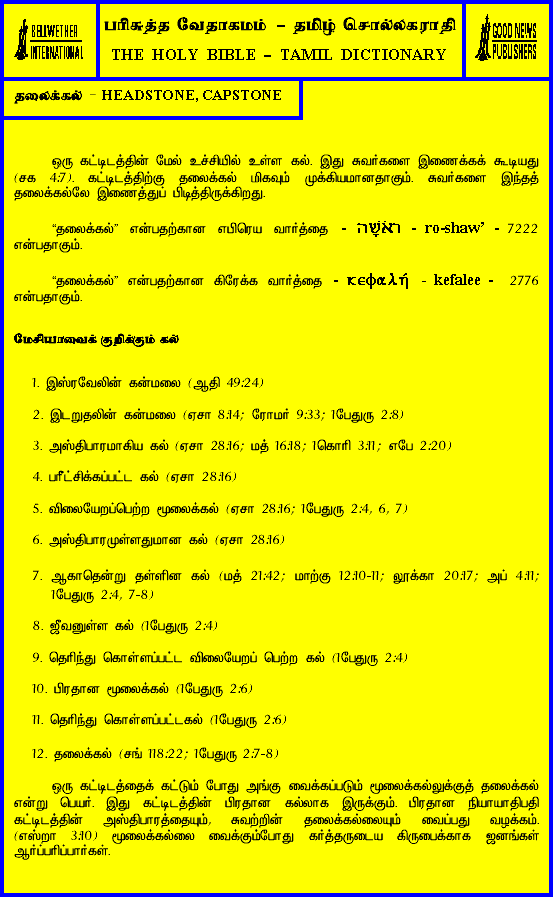 BELLWETHER
INTERNATIONAL
பரிசுத்த வேதாகமம் – தமிழ் சொல்லகராதி
THE HOLY BIBLE – TAMIL DICTIONARY
GOOD NEWS
PUBLISHERS
தலைக்கல் – HEADSTONE, CAPSTONE
ஒரு கட்டிடத்தின் மேல் உச்சியில் உள்ள கல். இது சுவர்களை இணைக்கக் கூடியது
(சக 4:7). கட்டிடத்திற்கு தலைக்கல் மிகவும் முக்கியமானதாகும். சுவர்களை இந்தத்
தலைக்கல்லே இணைத்துப் பிடித்திருக்கிறது.
“தலைக்கல்” என்பதற்கான எபிரெய வார்த்தை - רֹאשָׁה - ro-shaw’ - 7222
என்பதாகும்.
“தலைக்கல்” என்பதற்கான கிரேக்க வார்த்தை - κεφαλή - kefalee - 2776
என்பதாகும்.
மேசியாவைக் குறிக்கும் கல்
1. இஸ்ரவேலின் கன்மலை (ஆதி 49:24)
2. இடறுதலின் கன்மலை (ஏசா 8:14; ரோமர் 9:33; 1பேதுரு 2:8)
3. அஸ்திபாரமாகிய கல் (ஏசா 28:16; மத் 16:18; 1கொரி 3:11; எபே 2:20)
4. பரீட்சிக்கப்பட்ட கல் (ஏசா 28:16)
5. விலையேறப்பெற்ற மூலைக்கல் (ஏசா 28:16; 1பேதுரு 2:4, 6, 7)
6. அஸ்திபாரமுள்ளதுமான கல் (ஏசா 28:16)
7. ஆகாதென்று தள்ளின கல் (மத் 21:42; மாற்கு 12:10-11; லூக்கா 20:17; அப் 4:11;
1பேதுரு 2:4, 7-8)
8. ஜீவனுள்ள கல் (1பேதுரு 2:4)
9. தெரிந்து கொள்ளப்பட்ட விலையேறப் பெற்ற கல் (1பேதுரு 2:4)
10. பிரதான மூலைக்கல் (1பேதுரு 2:6)
11. தெரிந்து கொள்ளப்பட்டகல் (1பேதுரு 2:6)
12. தலைக்கல் (சங் 118:22; 1பேதுரு 2:7-8)
ஒரு கட்டிடத்தைக் கட்டும் போது அங்கு வைக்கப்படும் மூலைக்கல்லுக்குத் தலைக்கல்
என்று பெயர். இது கட்டிடத்தின் பிரதான கல்லாக இருக்கும். பிரதான நியாயாதிபதி
கட்டிடத்தின் அஸ்திபாரத்தையும், சுவற்றின் தலைக்கல்லையும் வைப்பது வழக்கம்.
(எஸ்றா 3:10) மூலைக்கல்லை வைக்கும்போது கர்த்தருடைய கிருபைக்காக ஜனங்கள்
ஆர்ப்பரிப்பார்கள்.